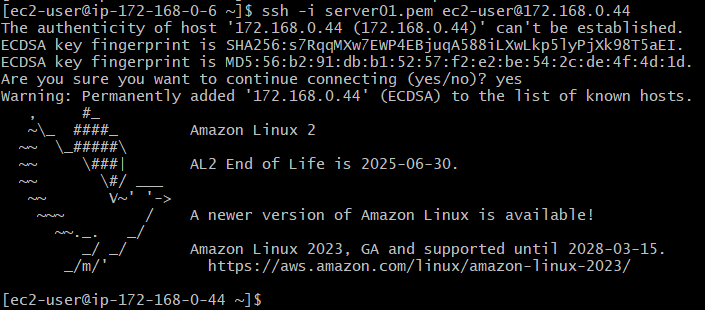 [ec2-user@ip-172-168-0-6 ~]$ ssh -i server01.pem ec2-user@172.168.0.44
The authenticity of host '172.168.0.44 (172.168.0.44)' can't be established.
ECDSA key fingerprint is SHA256:s7RqqMXw7EWP4EBjuqA588iLXwLkp5lyPjXk98T5aEI.
ECDSA key fingerprint is MD5:56:b2:91:db:b1:52:57:f2:e2:be:54:2c:de:4f:4d:1d.
Are you sure you want to continue connecting (yes/no)? yes
Warning: Permanently added '172.168.0.44' (ECDSA) to the list of known hosts.
   ,     #_
   ~\_  ####_        Amazon Linux 2
  ~~  \_#####\
  ~~     \###|       AL2 End of Life is 2025-06-30.
  ~~       \#/ ___
   ~~       V~' '->
    ~~~         /    A newer version of Amazon Linux is available!
      ~~._.   _/
         _/ _/       Amazon Linux 2023, GA and supported until 2028-03-15.
       _/m/'           https://aws.amazon.com/linux/amazon-linux-2023/
[ec2-user@ip-172-168-0-44 ~]$